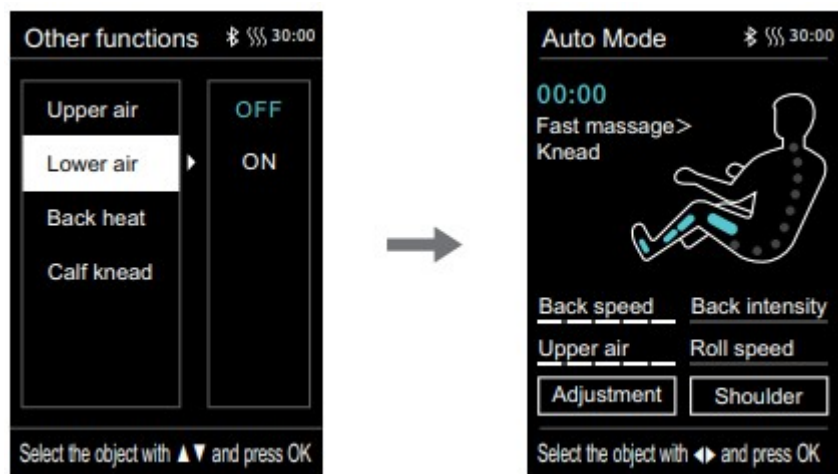 Other functions 30:00
Upper air
OFF
Lower air
ON
Back heat
Calf knead
Select the object with ▲▼ and press OK
Auto Mode 30:00
00:00
Fast massage>
Knead
Back speed Back intensity
Upper air Roll speed
Adjustment Shoulder
Select the object with ◀▶ and press OK